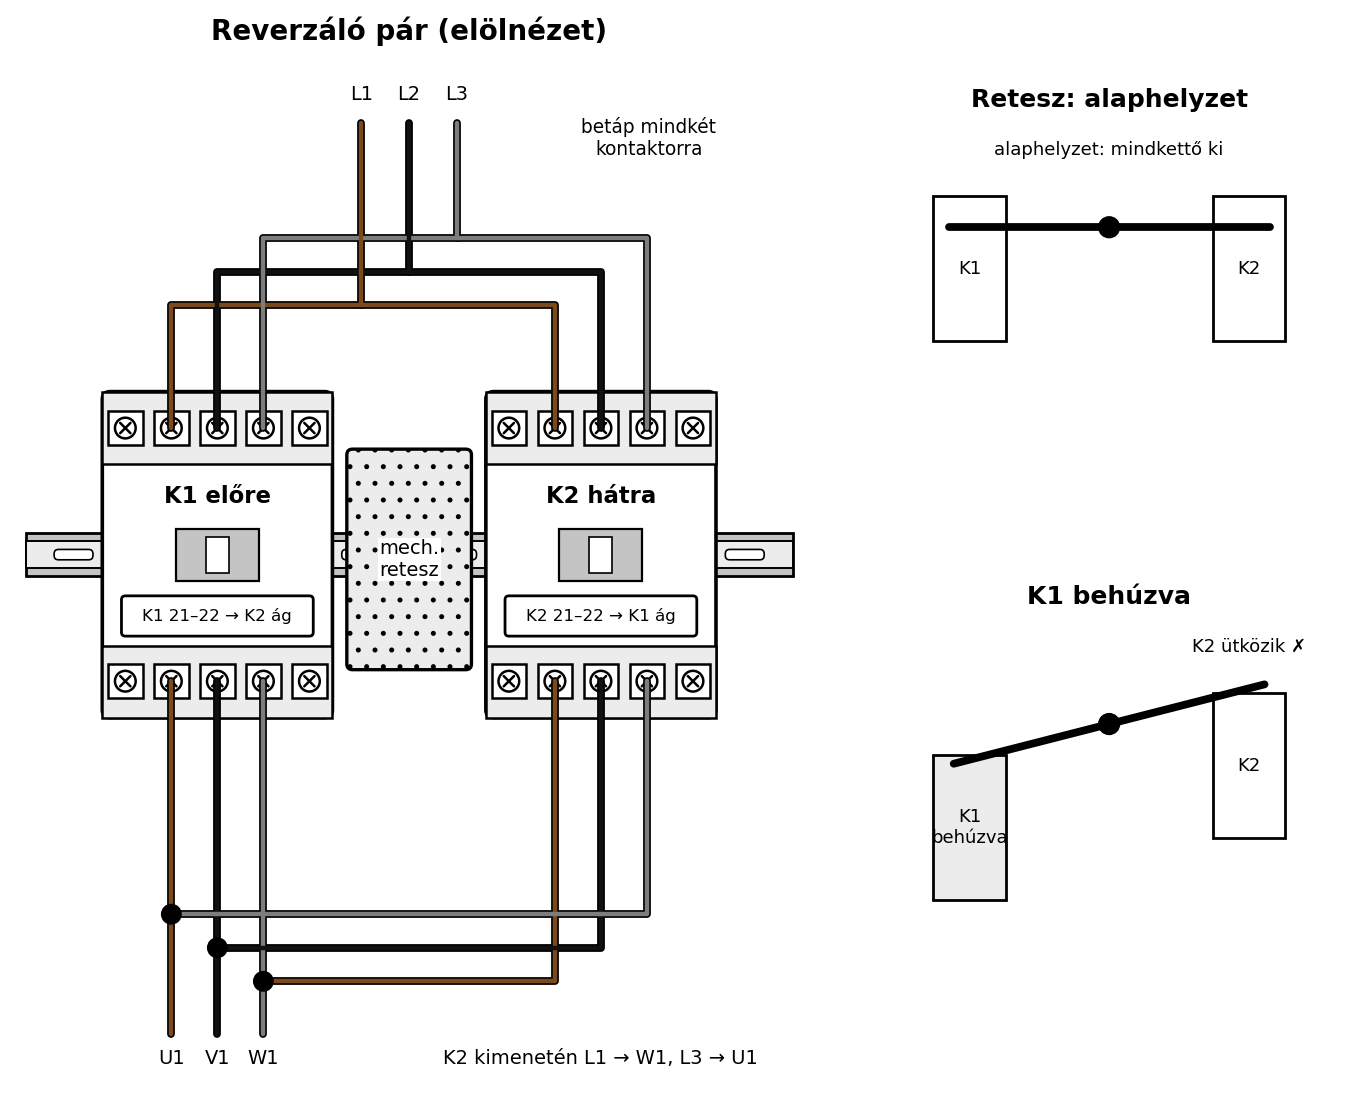 Reverzáló pár (elölnézet)
L1 L2 L3
betáp mindkét
kontaktorra
K1 előre
K2 hátra
mech.
retesz
K1 21–22 → K2 ág
K2 21–22 → K1 ág
U1 V1 W1
K2 kimenetén L1 → W1, L3 → U1
Retesz: alaphelyzet
alaphelyzet: mindkettő ki
K1
K2
K1 behúzva
K2 ütközik ✗
K2
K1
behúzva